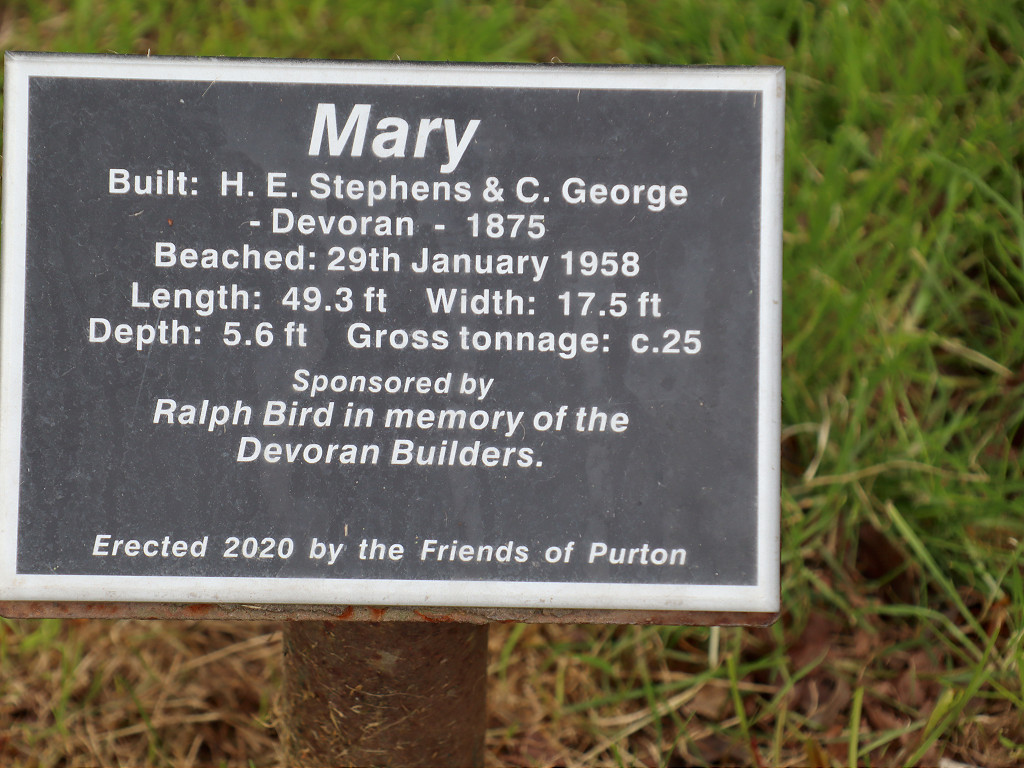 Mary
Built: H. E. Stephens & C. George
- Devoran - 1875
Beached: 29th January 1958
Length: 49.3 ft Width: 17.5 ft
Depth: 5.6 ft Gross tonnage: c.25
Sponsored by
Ralph Bird in memory of the
Devoran Builders.
Erected 2020 by the Friends of Purton